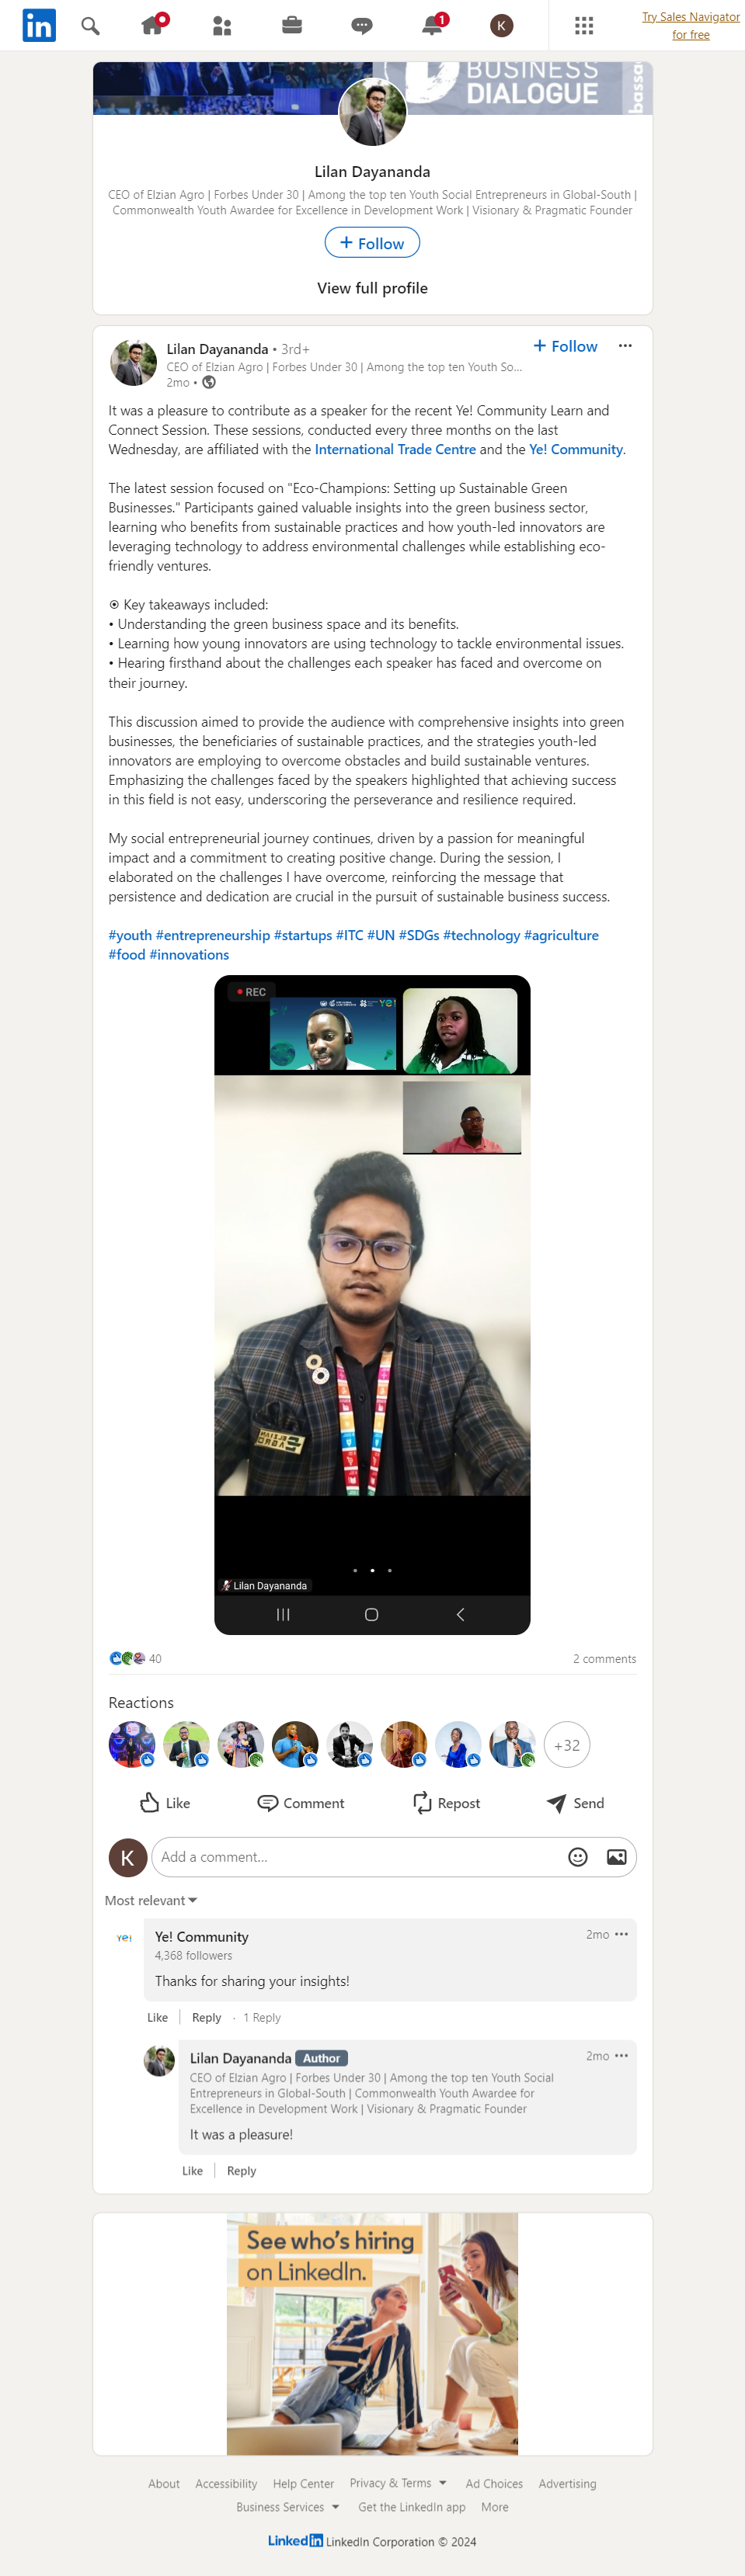 in
1
K
Try Sales Navigator
for free
BUSINESS
DIALOGUE
bassa
Lilan Dayananda
CEO of Elzian Agro | Forbes Under 30 | Among the top ten Youth Social Entrepreneurs in Global-South |
Commonwealth Youth Awardee for Excellence in Development Work | Visionary & Pragmatic Founder
+ Follow
View full profile
Lilan Dayananda • 3rd+
+ Follow
CEO of Elzian Agro | Forbes Under 30 | Among the top ten Youth So...
2mo •
It was a pleasure to contribute as a speaker for the recent Ye! Community Learn and
Connect Session. These sessions, conducted every three months on the last
Wednesday, are affiliated with the International Trade Centre and the Ye! Community.
The latest session focused on "Eco-Champions: Setting up Sustainable Green
Businesses." Participants gained valuable insights into the green business sector,
learning who benefits from sustainable practices and how youth-led innovators are
leveraging technology to address environmental challenges while establishing eco-
friendly ventures.
⦿ Key takeaways included:
• Understanding the green business space and its benefits.
• Learning how young innovators are using technology to tackle environmental issues.
• Hearing firsthand about the challenges each speaker has faced and overcome on
their journey.
This discussion aimed to provide the audience with comprehensive insights into green
businesses, the beneficiaries of sustainable practices, and the strategies youth-led
innovators are employing to overcome obstacles and build sustainable ventures.
Emphasizing the challenges faced by the speakers highlighted that achieving success
in this field is not easy, underscoring the perseverance and resilience required.
My social entrepreneurial journey continues, driven by a passion for meaningful
impact and a commitment to creating positive change. During the session, I
elaborated on the challenges I have overcome, reinforcing the message that
persistence and dedication are crucial in the pursuit of sustainable business success.
#youth #entrepreneurship #startups #ITC #UN #SDGs #technology #agriculture
#food #innovations
REC
ye!
Lilan Dayananda
40
2 comments
Reactions
+32
Like
Comment
Repost
Send
K
Add a comment...
Most relevant
ye!
Ye! Community
2mo
4,368 followers
Thanks for sharing your insights!
Like
Reply
· 1 Reply
Lilan Dayananda Author
2mo
CEO of Elzian Agro | Forbes Under 30 | Among the top ten Youth Social
Entrepreneurs in Global-South | Commonwealth Youth Awardee for
Excellence in Development Work | Visionary & Pragmatic Founder
It was a pleasure!
Like
Reply
See who's hiring
on LinkedIn.
About
Accessibility
Help Center
Privacy & Terms
Ad Choices
Advertising
Business Services
Get the LinkedIn app
More
LinkedIn LinkedIn Corporation © 2024